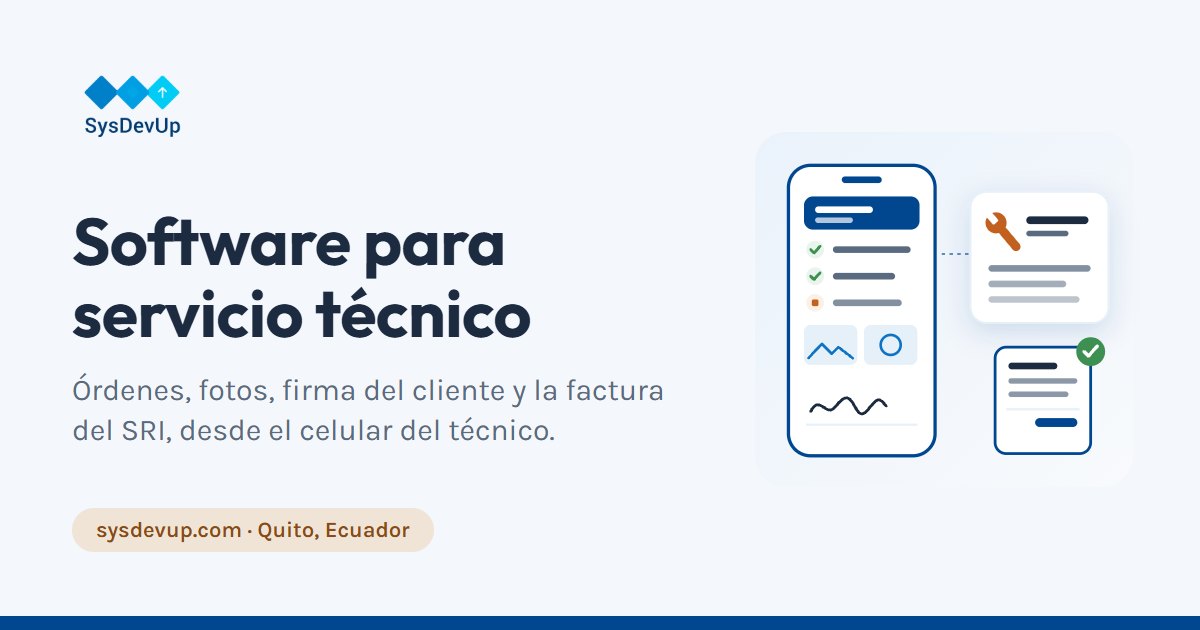 SysDevUp
Software para
servicio técnico
Órdenes, fotos, firma del cliente y la factura
del SRI, desde el celular del técnico.
sysdevup.com · Quito, Ecuador